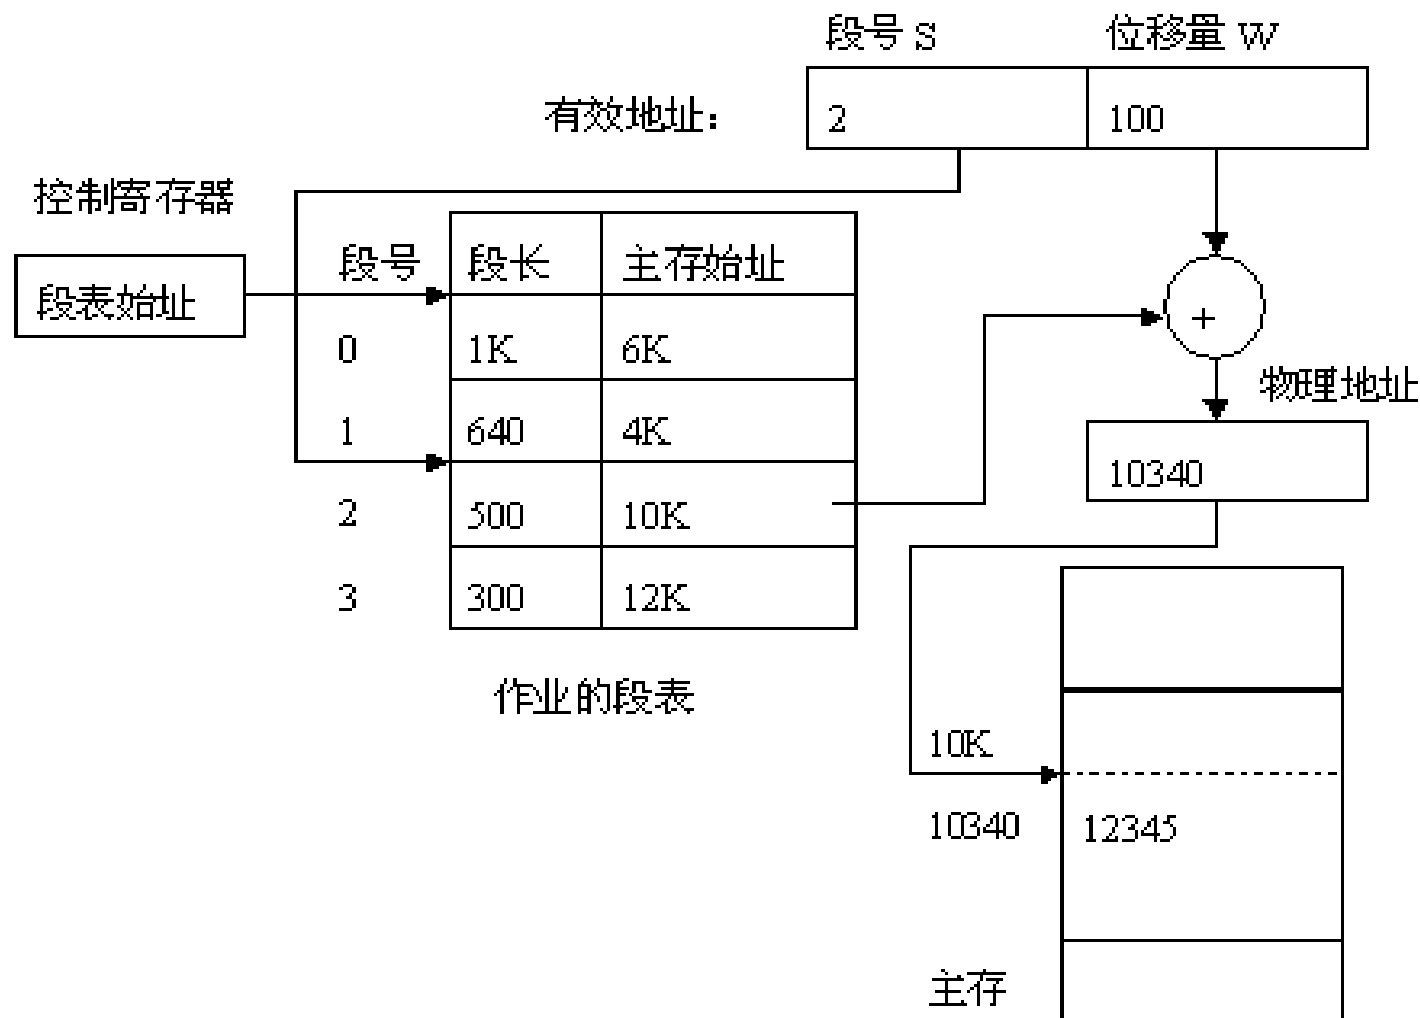 段号 S 位移量 W
有效地址： 2 100
控制寄存器
段表始址
段号 段长 主存始址
0 1K 6K
1 640 4K
2 500 10K
3 300 12K
作业的段表
+
物理地址
10340
10K
10340 12345
主存